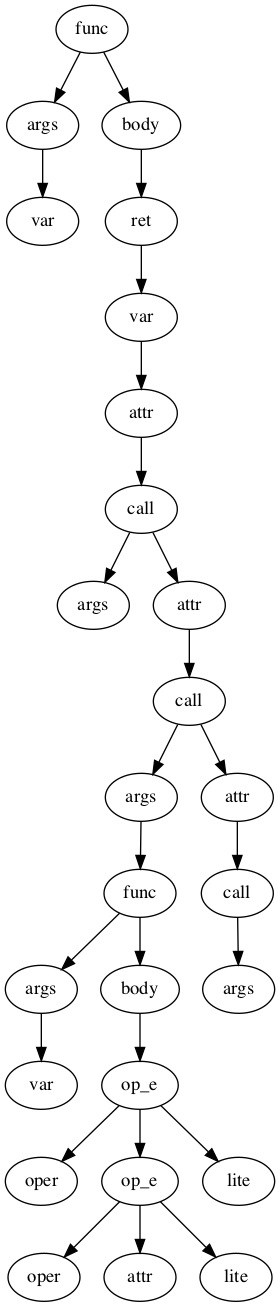 func
args body
var ret
var
attr
call
args attr
call
args attr
func call
args body args
var op_e
oper op_e lite
oper attr lite